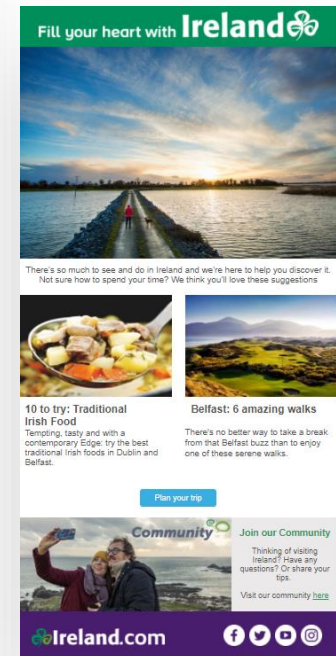 Fill your heart with Ireland
There's so much to see and do in Ireland and we're here to help you discover it.
Not sure how to spend your time? We think you'll love these suggestions
10 to try: Traditional
Irish Food
Tempting, tasty and with a
contemporary Edge: try the best
traditional Irish foods in Dublin and
Belfast.
Belfast: 6 amazing walks
There's no better way to take a break
from that Belfast buzz than to enjoy
one of these serene walks.
Plan your trip
Community
Join our Community
Thinking of visiting
Ireland? Have any
questions? Or share your
tips.
Visit our community here
Ireland.com